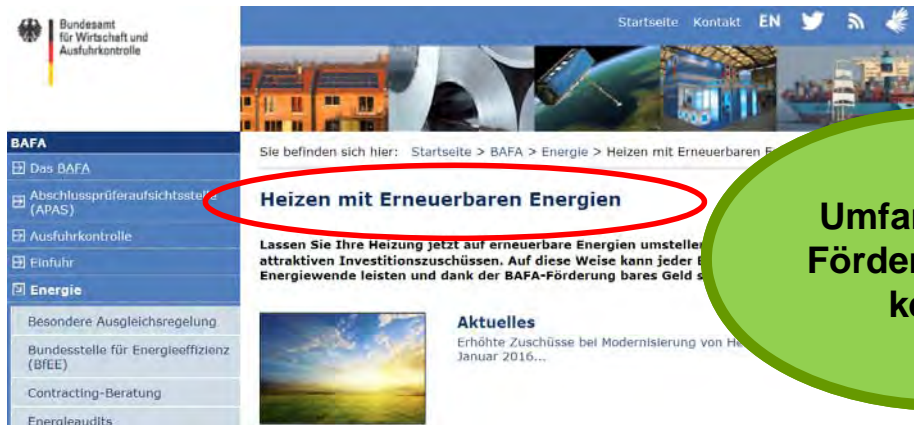 Bundesamt
für Wirtschaft und
Ausfuhrkontrolle
Startseite Kontakt EN
BAFA
Das BAFA
Abschlussprüferaufsichtsstelle
(APAS)
Ausfuhrkontrolle
Einfuhr
Energie
Besondere Ausgleichsregelung
Bundesstelle für Energieeffizienz
(BfEE)
Contracting-Beratung
Energieaudits
Sie befinden sich hier: Startseite > BAFA > Energie > Heizen mit Erneuerbaren
Heizen mit Erneuerbaren Energien
Lassen Sie Ihre Heizung jetzt auf erneuerbare Energien umstellen
attraktiven Investitionszuschüssen. Auf diese Weise kann jeder
Energiewende leisten und dank der BAFA-Förderung bares Geld
Aktuelles
Erhöhte Zuschüsse bei Modernisierung von
Januar 2016...